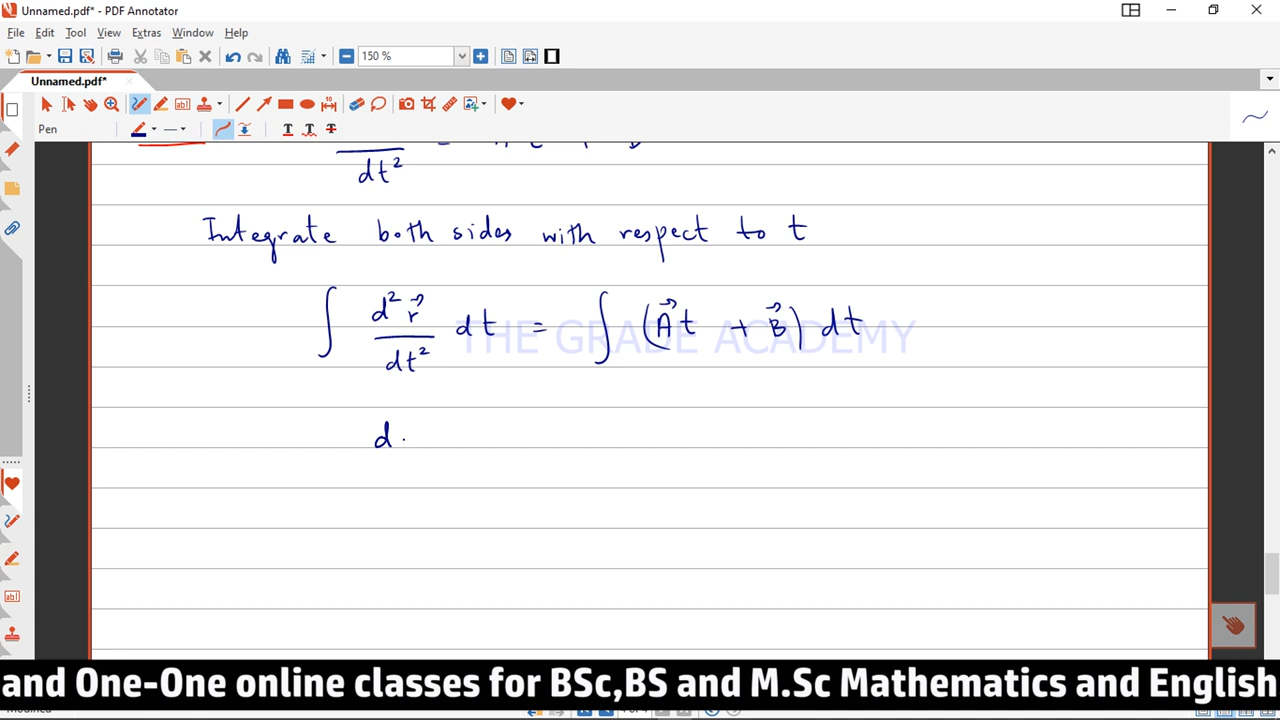 Unnamed.pdf* - PDF Annotator
File Edit Tool View Extras Window Help
150 %
Unnamed.pdf*
Pen
dt²
Integrate both sides with respect to t
∫ d²r⃗/dt² dt = ∫ (A⃗t + B⃗) dt
THE GRADE ACADEMY
d
and One-One online classes for BSc,BS and M.Sc Mathematics and English
Modified